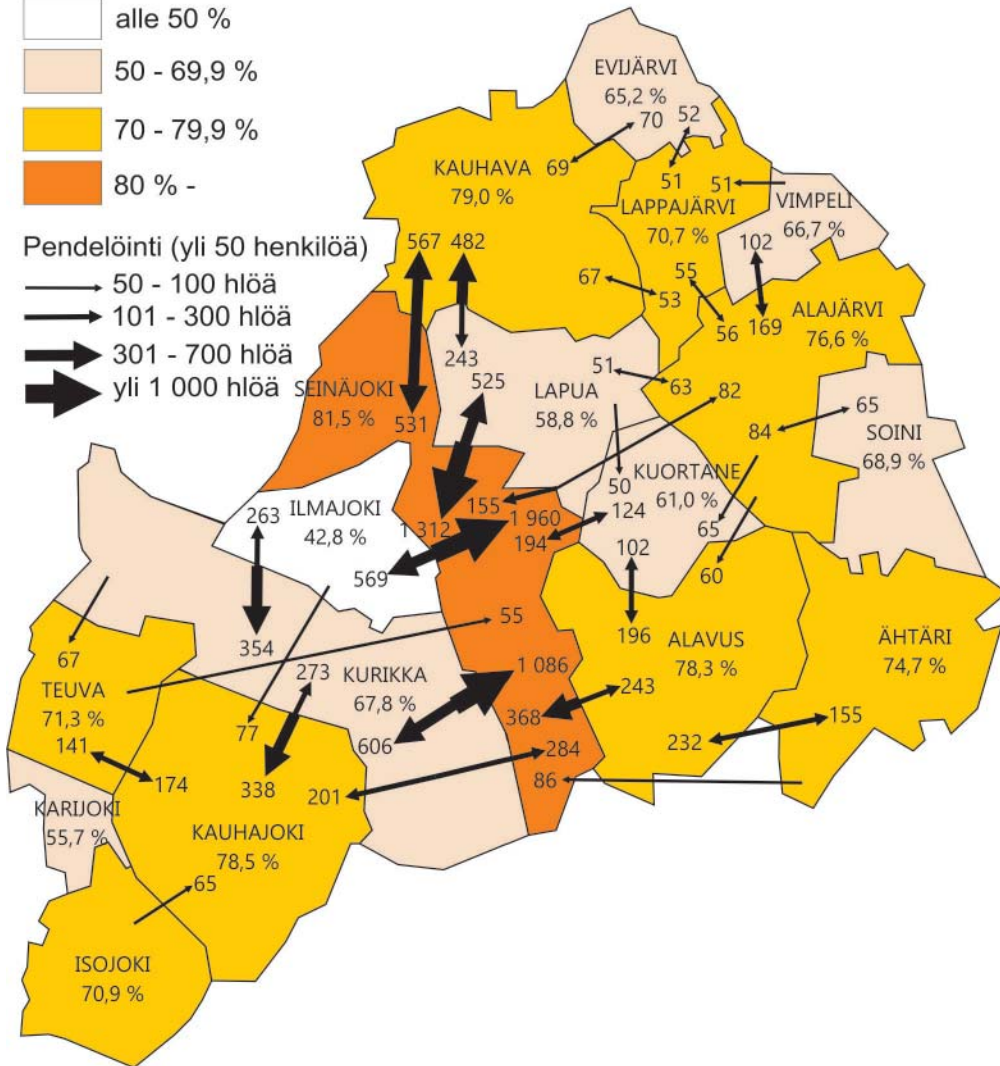 alle 50 %
50 - 69,9 %
70 - 79,9 %
80 % -
Pendelöinti (yli 50 henkilöä)
50 - 100 hlöä
101 - 300 hlöä
301 - 700 hlöä
yli 1 000 hlöä
EVIJÄRVI
65,2 %
70
52
69
KAUHAVA
79,0 %
51
51
LAPPAJÄRVI
70,7 %
VIMPELI
66,7 %
102
567
482
67
53
55
56
169
ALAJÄRVI
76,6 %
243
525
LAPUA
58,8 %
51
63
82
SEINÄJOKI
81,5 %
531
84
65
SOINI
68,9 %
ILMAJOKI
42,8 %
263
1 312
155
1 960
194
50
124
KUORTANE
61,0 %
65
102
60
569
354
55
196
ALAVUS
78,3 %
ÄHTÄRI
74,7 %
67
TEUVA
71,3 %
141
174
77
273
KURIKKA
67,8 %
606
1 086
368
243
284
86
232
155
338
201
KARIJOKI
55,7 %
KAUHAJOKI
78,5 %
65
ISOJOKI
70,9 %